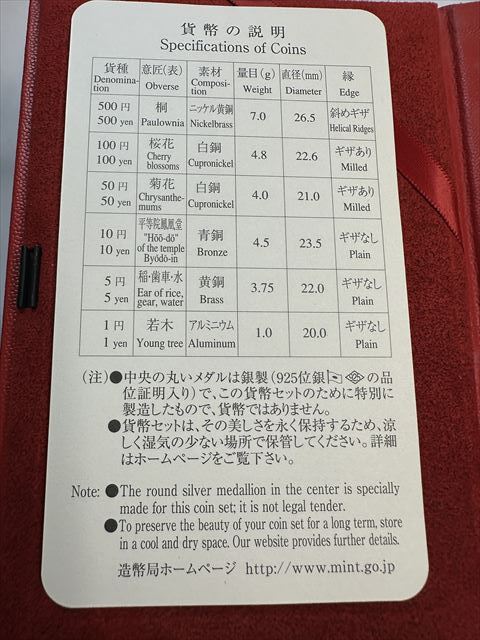 貨幣の説明
Specifications of Coins
貨種 Denomination 意匠(表) Obverse 素材 Composition 量目(g) Weight 直径(mm) Diameter 縁 Edge
500円 500 yen 桐 Paulownia ニッケル黄銅 Nickelbrass 7.0 26.5 斜めギザ Helical Ridges
100円 100 yen 桜花 Cherry blossoms 白銅 Cupronickel 4.8 22.6 ギザあり Milled
50円 50 yen 菊花 Chrysanthemums 白銅 Cupronickel 4.0 21.0 ギザあり Milled
10円 10 yen 平等院鳳凰堂 "Hōō-dō" of the temple Byōdō-in 青銅 Bronze 4.5 23.5 ギザなし Plain
5円 5 yen 稲・歯車・水 Ear of rice, gear, water 黄銅 Brass 3.75 22.0 ギザなし Plain
1円 1 yen 若木 Young tree アルミニウム Aluminum 1.0 20.0 ギザなし Plain
(注)●中央の丸いメダルは銀製(925位銀の品
位証明入り)で、この貨幣セットのために特別に
製造したもので、貨幣ではありません。
●貨幣セットは、その美しさを永く保持するため、涼
しく湿気の少ない場所で保管してください。詳細
はホームページをご覧下さい。
Note: ●The round silver medallion in the center is specially
made for this coin set; it is not legal tender.
●To preserve the beauty of your coin set for a long term, store
in a cool and dry space. Our website provides further details.
造幣局ホームページ http://www.mint.go.jp